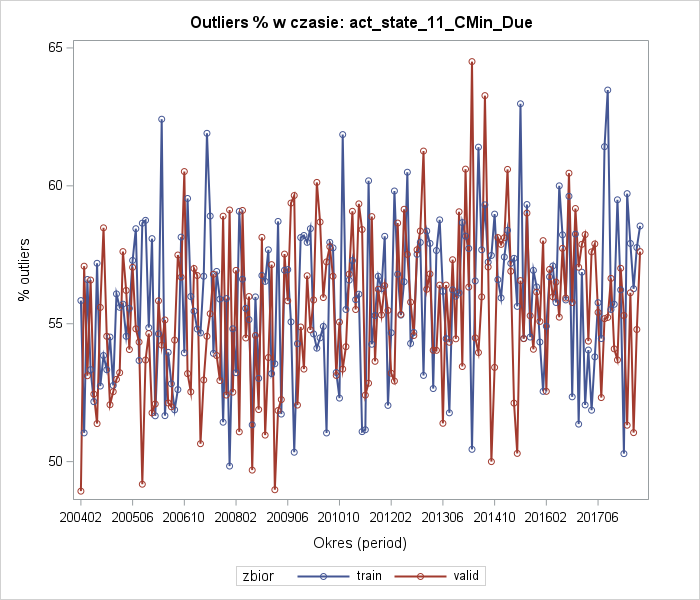 Outliers % w czasie: act_state_11_CMin_Due
65
60
55
50
% outliers
200402 200506 200610 200802 200906 201010 201202 201306 201410 201602 201706
Okres (period)
zbior train valid